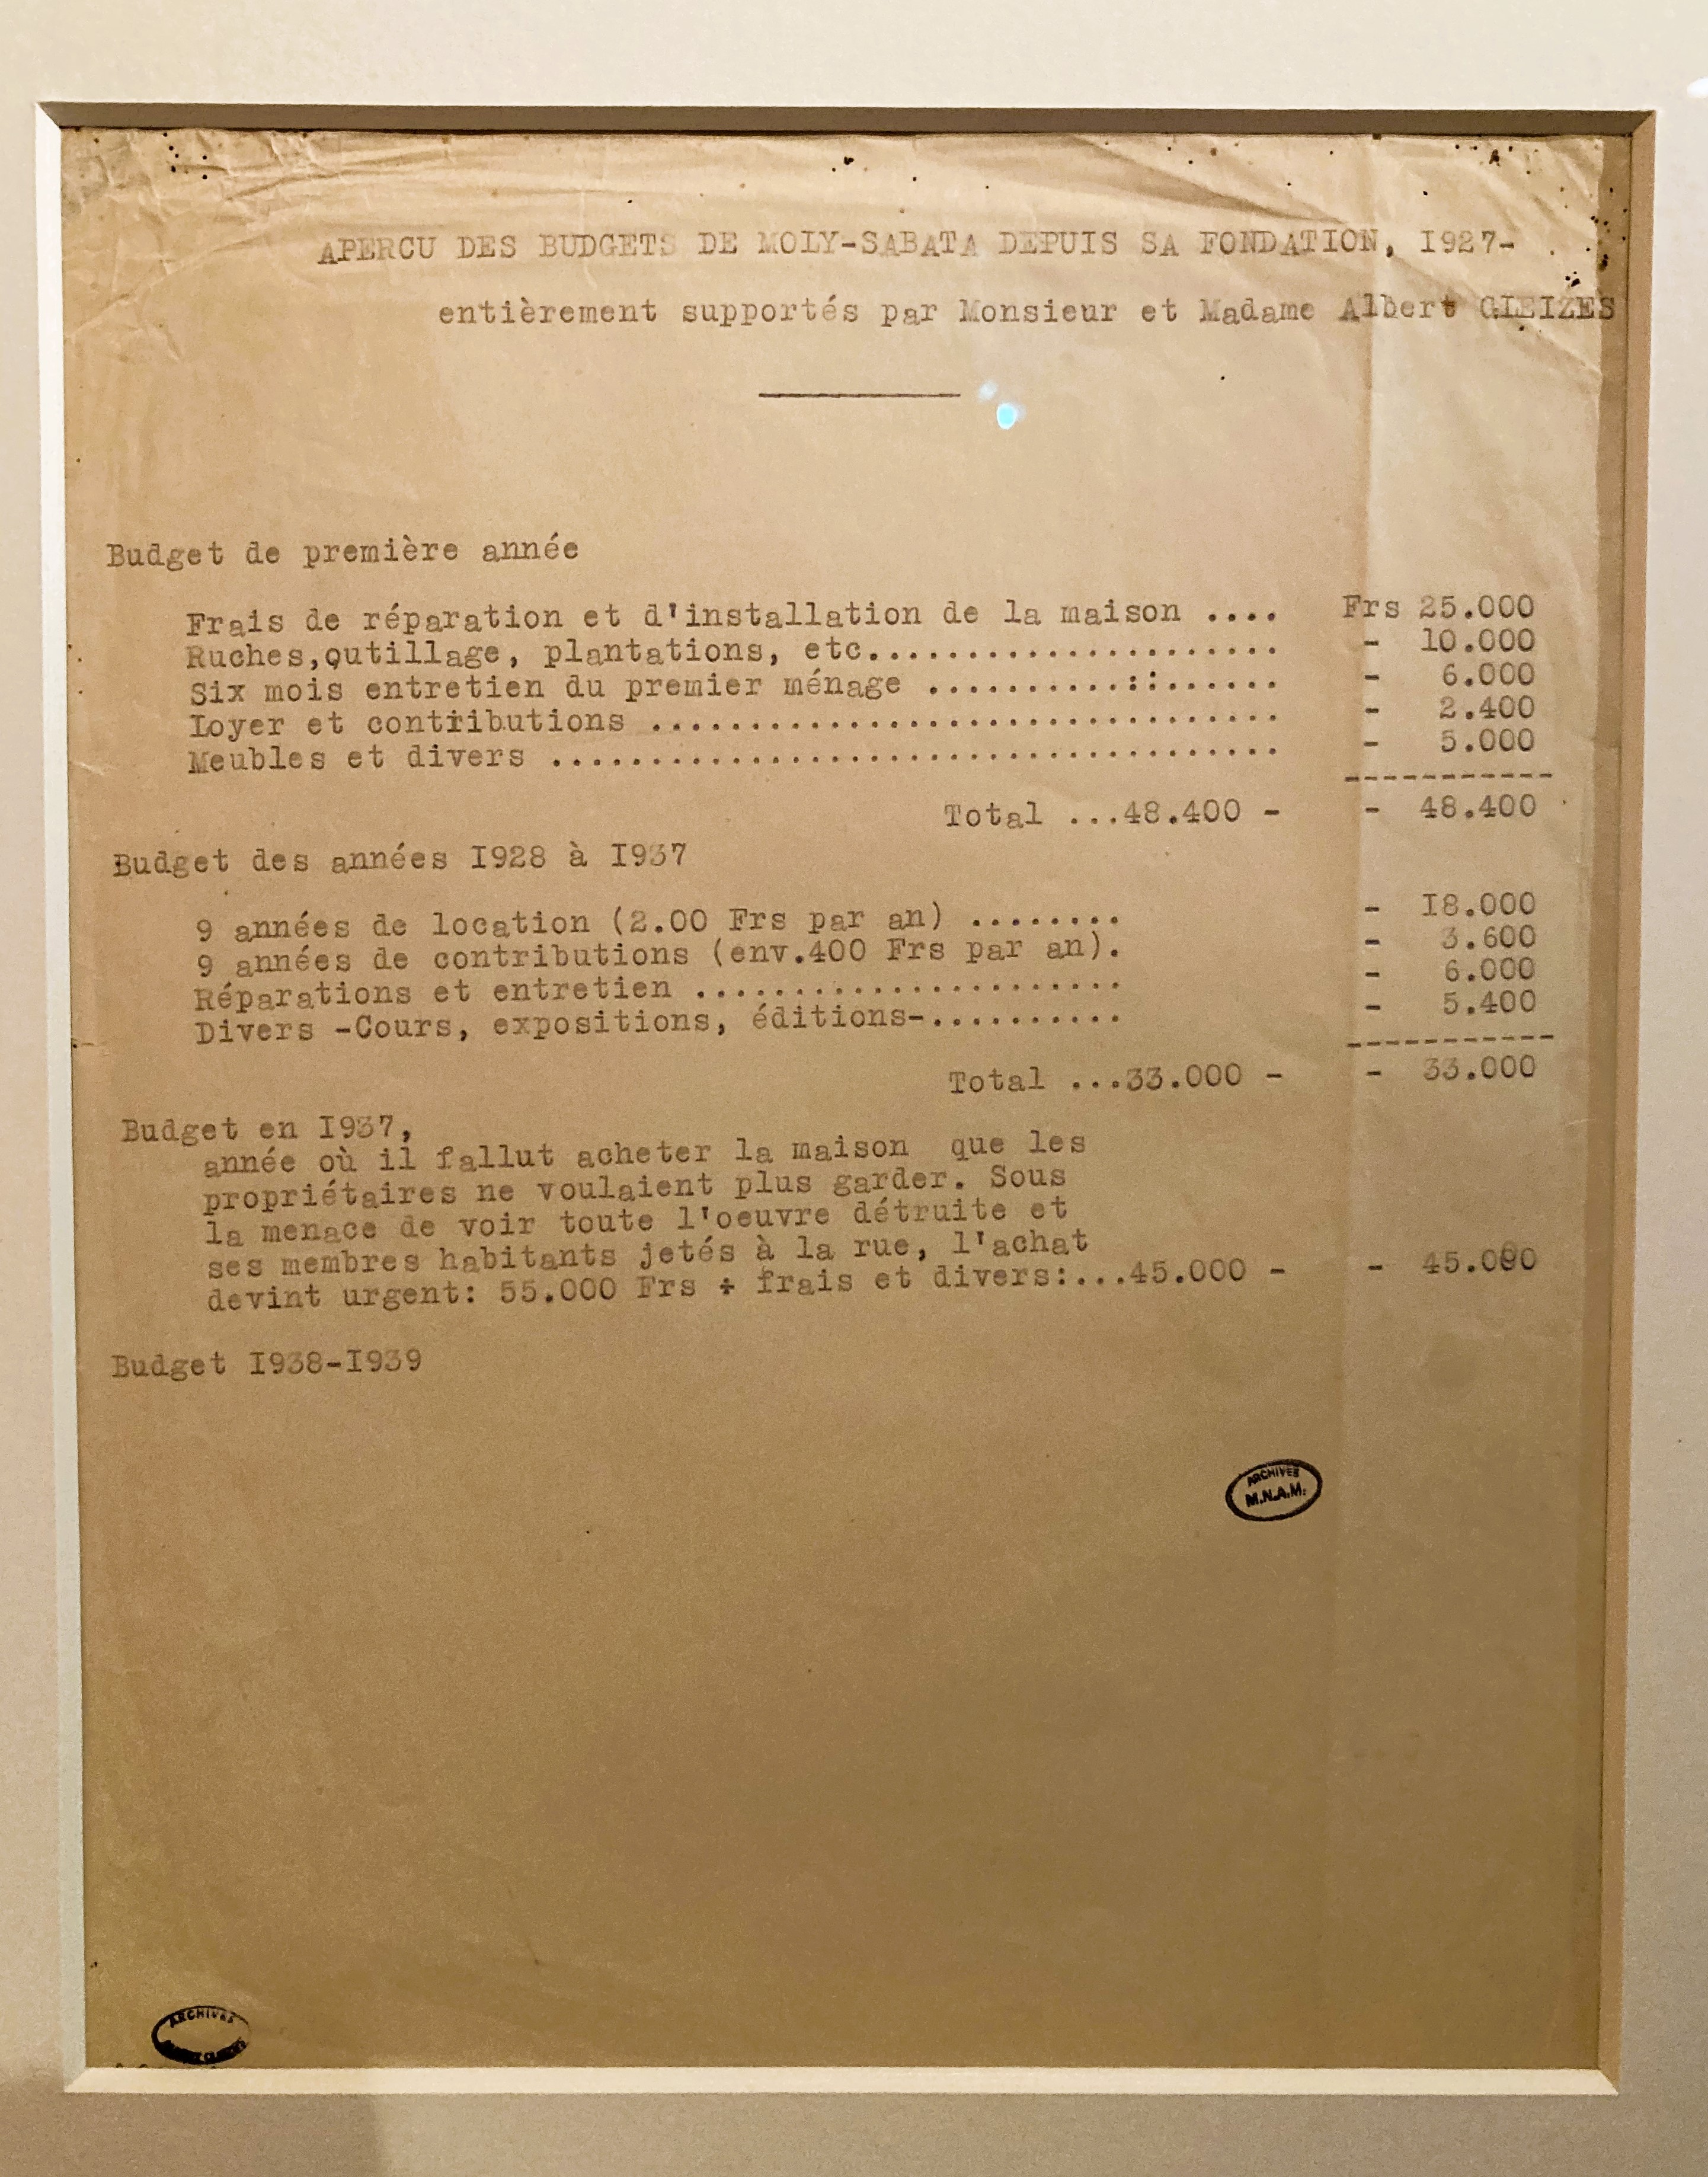 APERCU DES BUDGETS DE MOLY-SABATA DEPUIS SA FONDATION, I927-
entièrement supportés par Monsieur et Madame Albert GLEIZES
Budget de première année
Frais de réparation et d'installation de la maison .... Frs 25.000
Ruches,outillage, plantations, etc...................... - 10.000
Six mois entretien du premier ménage ..........::...... - 6.000
Loyer et contributions ................................. - 2.400
Meubles et divers ...................................... - 5.000
-----------
Total ...48.400 - - 48.400
Budget des années I928 à I937
9 années de location (2.00 Frs par an) ........ - I8.000
9 années de contributions (env.400 Frs par an). - 3.600
Réparations et entretien ...................... - 6.000
Divers -Cours, expositions, éditions-.......... - 5.400
-----------
Total ...33.000 - - 33.000
Budget en I937,
année où il fallut acheter la maison que les
propriétaires ne voulaient plus garder. Sous
la menace de voir toute l'oeuvre détruite et
ses membres habitants jetés à la rue, l'achat
devint urgent: 55.000 Frs + frais et divers:...45.000 - - 45.000
Budget I938-I939
ARCHIVES
M.N.A.M.
ARCHIVES